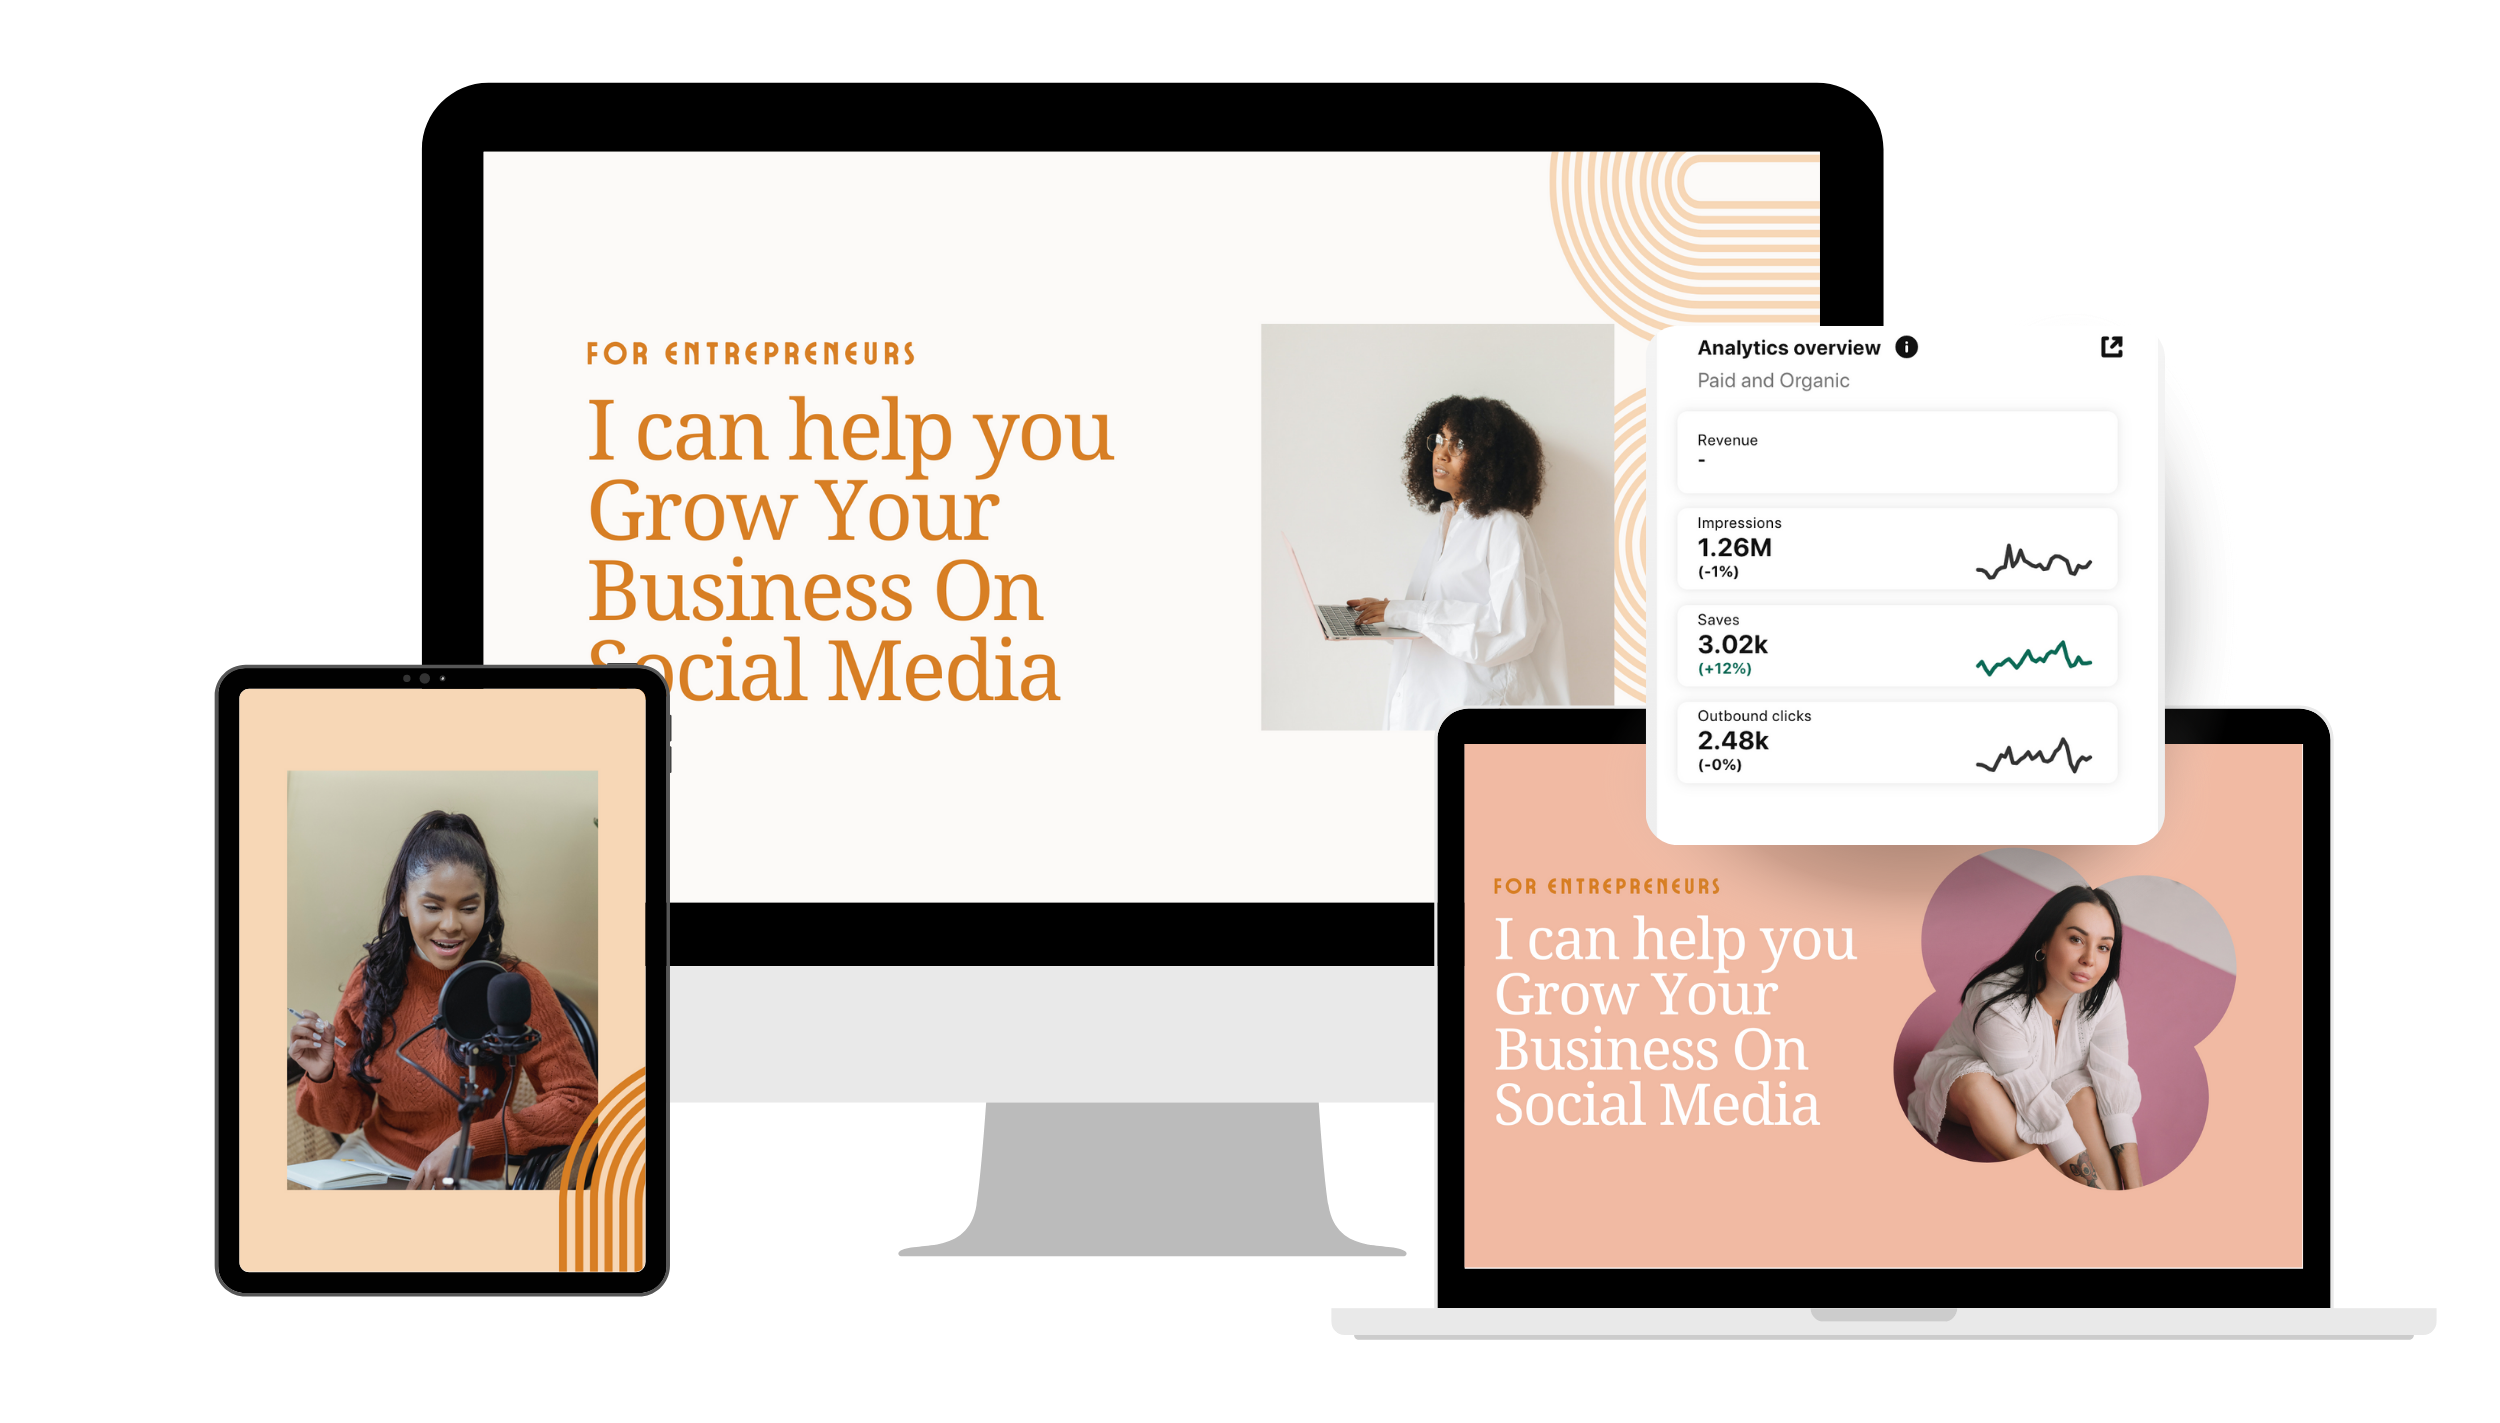 FOR ENTREPRENEURS
I can help you
Grow Your
Business On
Social Media
Analytics overview
Paid and Organic
Revenue
-
Impressions
1.26M
(-1%)
Saves
3.02k
(+12%)
Outbound clicks
2.48k
(-0%)
FOR ENTREPRENEURS
I can help you
Grow Your
Business On
Social Media